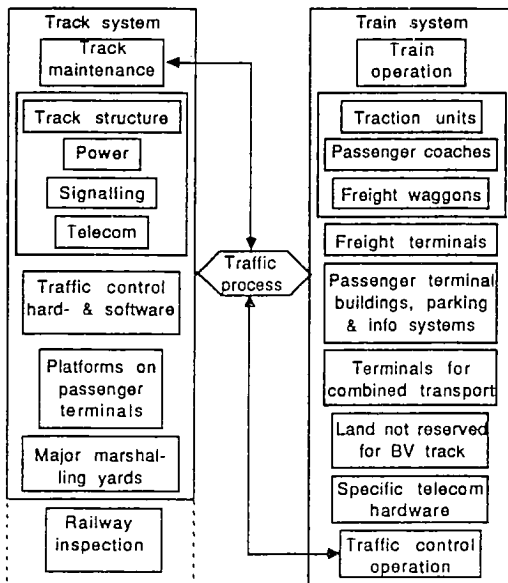 Track system
Track
maintenance
Track structure
Power
Signalling
Telecom
Traffic control
hard- & software
Platforms on
passenger
terminals
Major marshal-
ling yards
Railway
inspection
Traffic
process
Train system
Train
operation
Traction units
Passenger coaches
Freight waggons
Freight terminals
Passenger terminal
buildings, parking
& info systems
Terminals for
combined transport
Land not reserved
for BV track
Specific telecom
hardware
Traffic control
operation